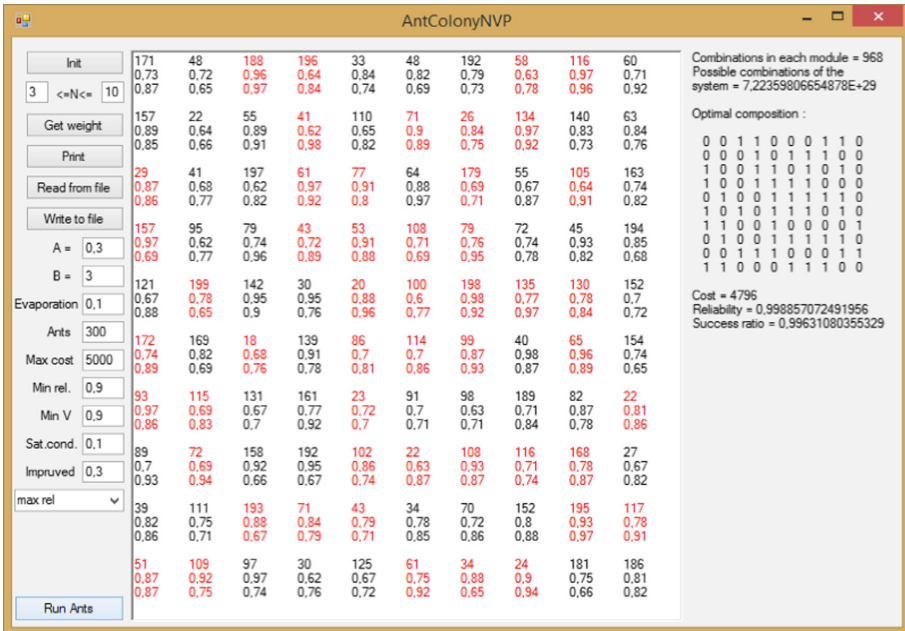 AntColonyNVP
Init
3 <=N<= 10
Get weight
Print
Read from file
Write to file
A = 0,3
B = 3
Evaporation 0,1
Ants 300
Max cost 5000
Min rel. 0,9
Min V 0,9
Sat.cond. 0,1
Impruved 0,3
max rel
Run Ants
171 48 188 196 33 48 192 58 116 60
0,73 0,72 0,96 0,64 0,84 0,82 0,79 0,63 0,97 0,71
0,87 0,65 0,97 0,84 0,74 0,69 0,73 0,78 0,96 0,92
157 22 55 41 110 71 26 134 140 63
0,89 0,64 0,89 0,62 0,65 0,9 0,84 0,97 0,83 0,84
0,85 0,66 0,91 0,98 0,82 0,89 0,75 0,92 0,73 0,76
29 41 197 61 77 64 179 55 105 163
0,87 0,68 0,62 0,97 0,91 0,88 0,69 0,67 0,64 0,74
0,86 0,77 0,82 0,92 0,8 0,97 0,71 0,87 0,91 0,82
157 95 79 43 53 108 79 72 45 194
0,97 0,62 0,74 0,72 0,91 0,71 0,76 0,74 0,93 0,85
0,69 0,77 0,96 0,89 0,88 0,69 0,95 0,78 0,82 0,68
121 199 142 30 20 100 198 135 130 152
0,67 0,78 0,95 0,95 0,88 0,6 0,98 0,77 0,78 0,7
0,88 0,65 0,9 0,76 0,96 0,77 0,92 0,97 0,84 0,72
172 169 18 139 86 114 99 40 65 154
0,74 0,82 0,68 0,91 0,7 0,7 0,87 0,98 0,96 0,74
0,89 0,69 0,76 0,78 0,81 0,86 0,93 0,87 0,89 0,65
93 115 131 161 23 91 98 189 82 22
0,97 0,69 0,67 0,77 0,72 0,7 0,63 0,71 0,87 0,81
0,86 0,83 0,7 0,92 0,7 0,71 0,71 0,84 0,78 0,86
89 72 158 192 102 22 108 116 168 27
0,7 0,69 0,92 0,95 0,86 0,63 0,93 0,71 0,78 0,67
0,93 0,94 0,66 0,67 0,74 0,87 0,87 0,74 0,87 0,82
39 111 193 71 43 34 70 152 195 117
0,82 0,75 0,88 0,84 0,79 0,78 0,72 0,8 0,93 0,78
0,86 0,71 0,67 0,79 0,71 0,85 0,86 0,88 0,97 0,91
51 109 97 30 125 61 34 24 181 186
0,87 0,92 0,97 0,62 0,67 0,75 0,88 0,9 0,75 0,81
0,87 0,75 0,74 0,76 0,72 0,92 0,65 0,94 0,66 0,82
Combinations in each module = 968
Possible combinations of the
system = 7,22359806654878E+29
Optimal composition :
0 0 1 1 0 0 0 1 1 0
0 0 0 1 0 1 1 1 0 0
1 0 0 1 1 0 1 0 1 0
1 0 0 1 1 1 1 0 0 0
0 1 0 0 1 1 1 1 1 0
1 0 1 0 1 1 1 0 1 0
1 1 0 0 1 0 0 0 0 1
0 1 0 0 1 1 1 1 1 0
0 0 1 1 1 0 0 0 1 1
1 1 0 0 0 1 1 1 0 0
Cost = 4796
Reliability = 0,998857072491956
Success ratio = 0,99631080355329